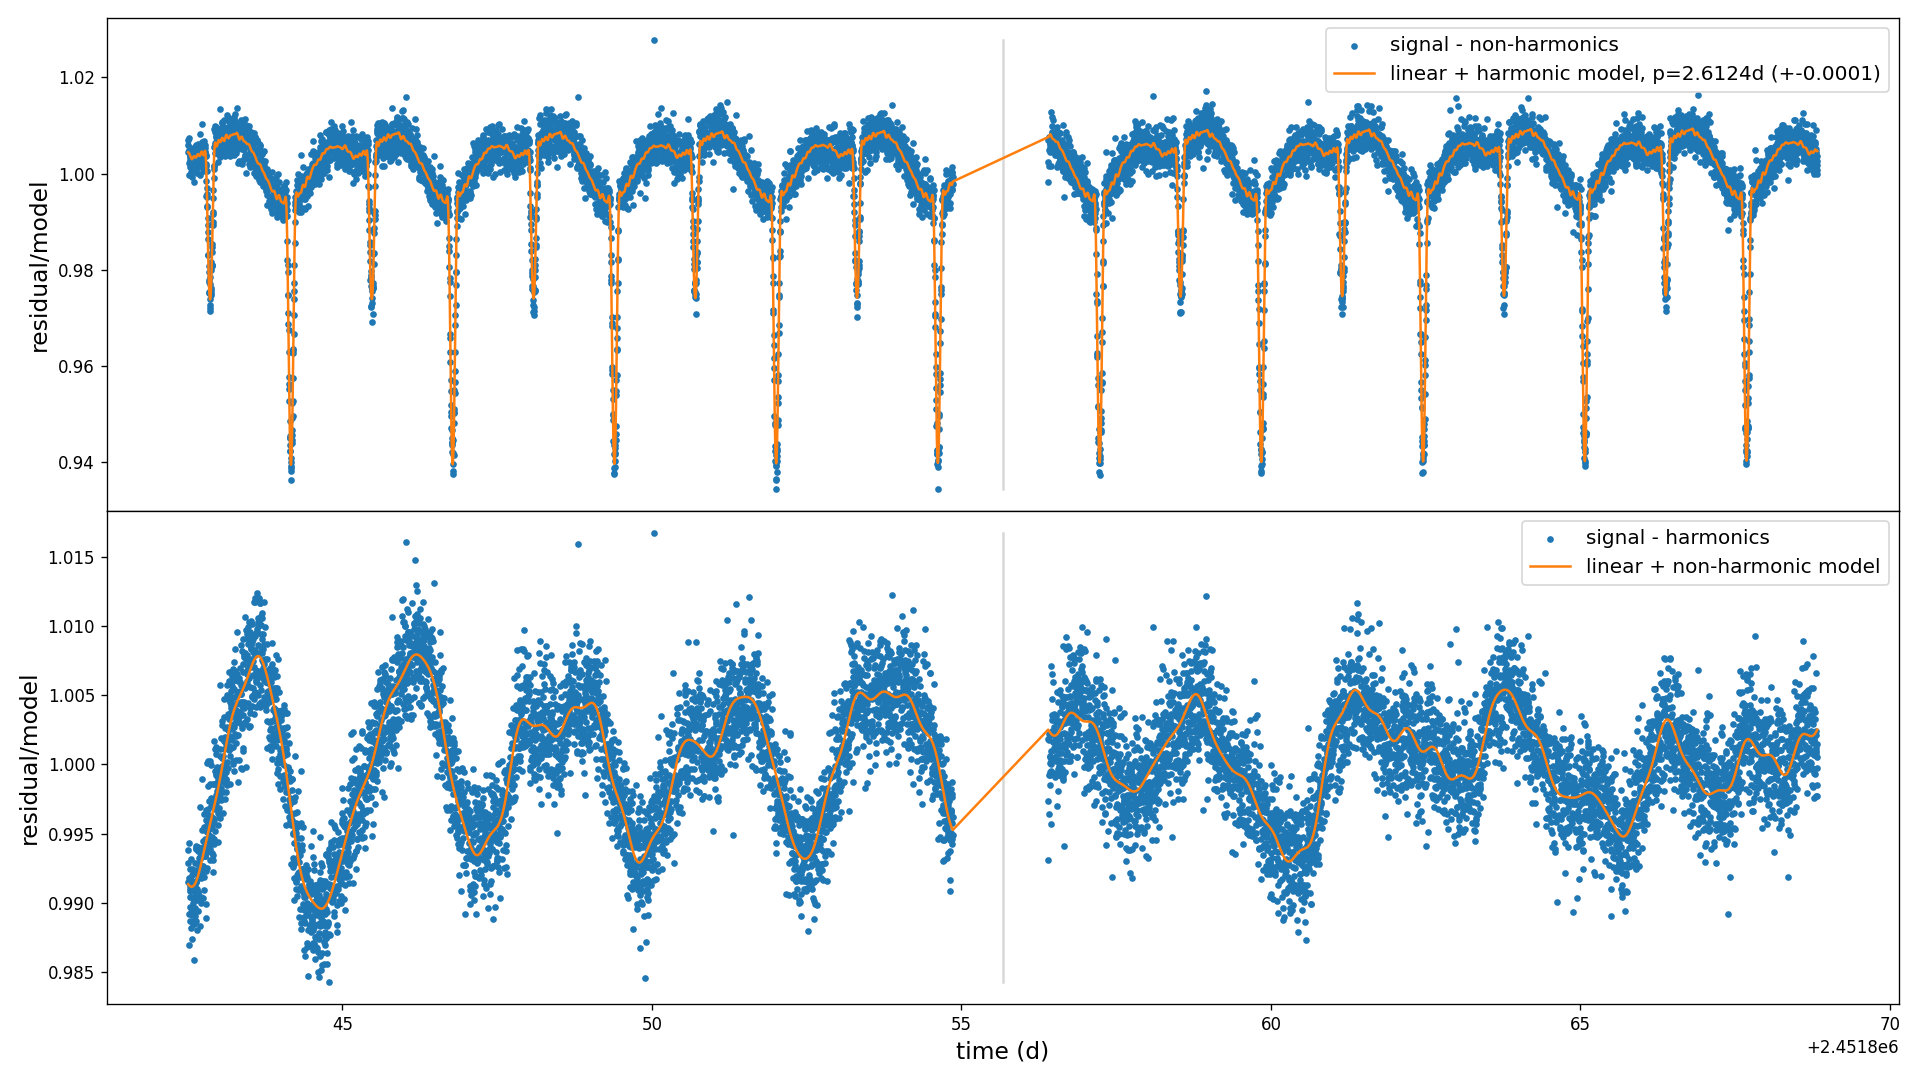 signal - non-harmonics
linear + harmonic model, p=2.6124d (+-0.0001)
1.02
1.00
0.98
0.96
0.94
residual/model
signal - harmonics
linear + non-harmonic model
1.015
1.010
1.005
1.000
0.995
0.990
0.985
residual/model
45 50 55 60 65 70
time (d)
+2.4518e6